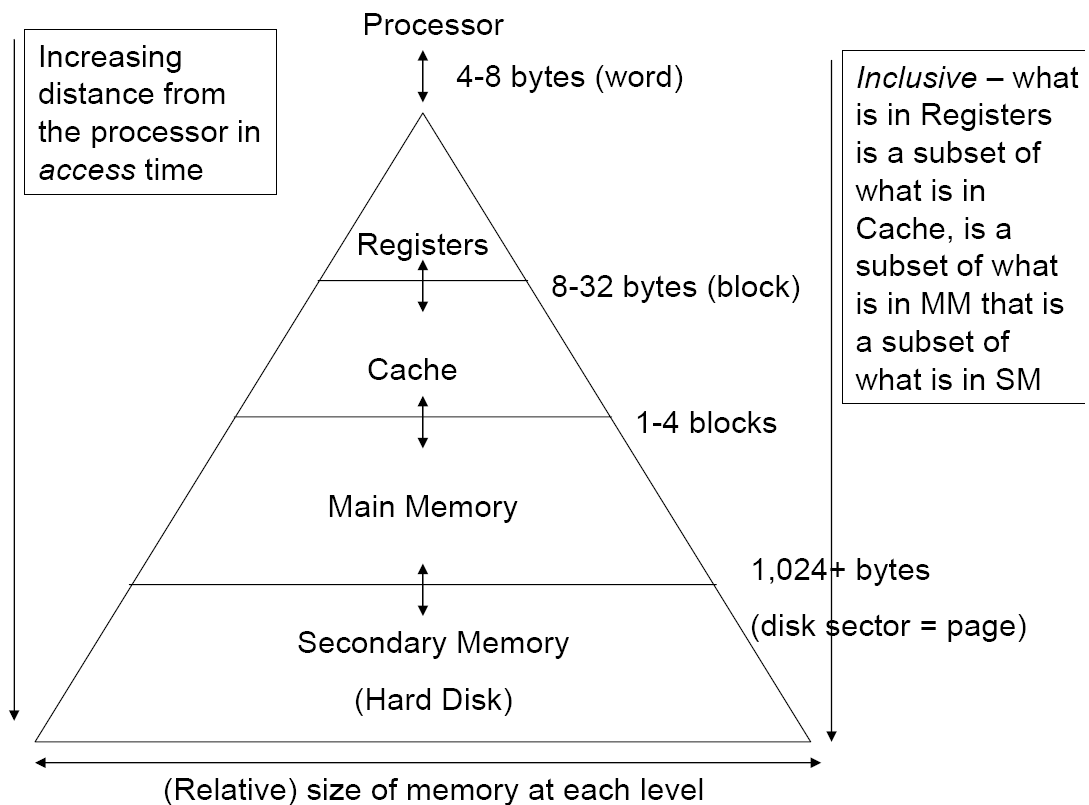 Processor
4-8 bytes (word)
Increasing
distance from
the processor in
access time
Inclusive – what
is in Registers
is a subset of
what is in
Cache, is a
subset of what
is in MM that is
a subset of
what is in SM
Registers
8-32 bytes (block)
Cache
1-4 blocks
Main Memory
1,024+ bytes
(disk sector = page)
Secondary Memory
(Hard Disk)
(Relative) size of memory at each level